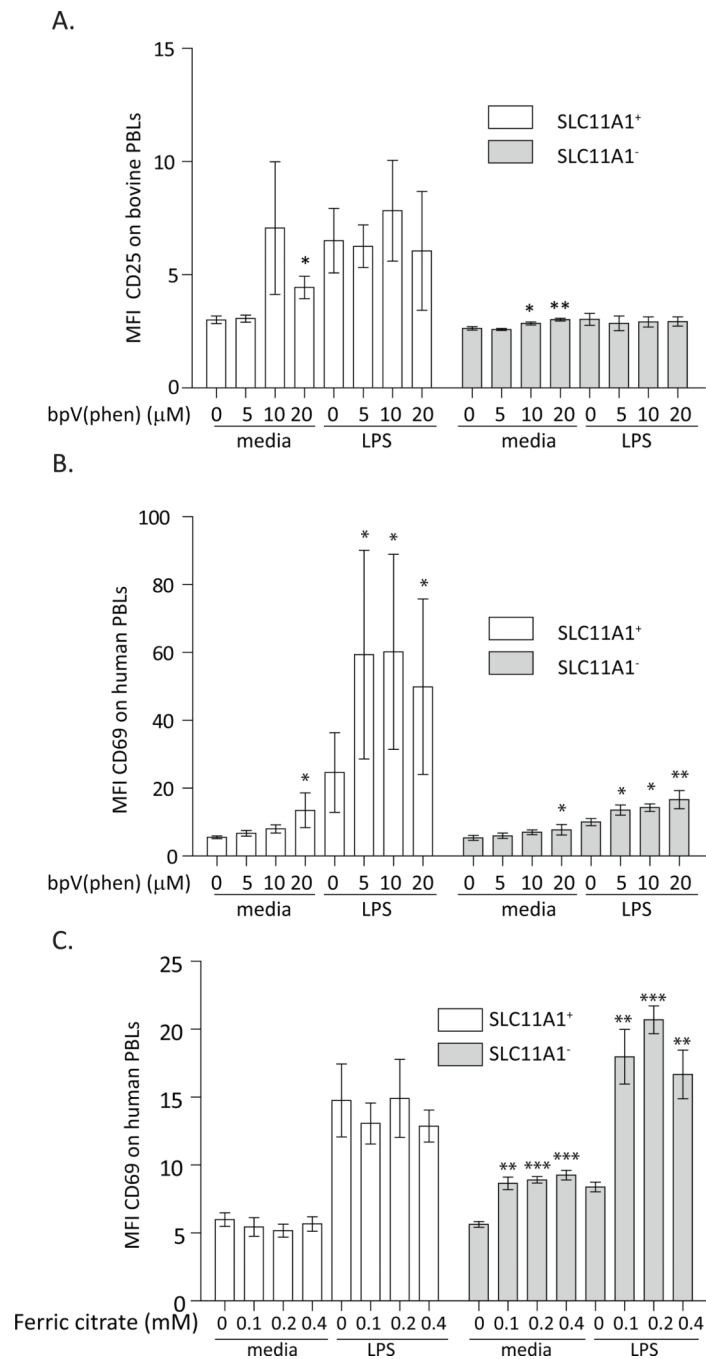 A.
15
10
5
0
MFI CD25 on bovine PBLs
SLC11A1⁺
SLC11A1⁻
* * **
bpV(phen) (μM) 0 5 10 20 0 5 10 20 0 5 10 20 0 5 10 20
media LPS media LPS
B.
100
80
60
40
20
0
MFI CD69 on human PBLs
SLC11A1⁺
SLC11A1⁻
* * * * * * * **
bpV(phen) (μM) 0 5 10 20 0 5 10 20 0 5 10 20 0 5 10 20
media LPS media LPS
C.
25
20
15
10
5
0
MFI CD69 on human PBLs
SLC11A1⁺
SLC11A1⁻
** *** *** ** *** **
Ferric citrate (mM) 0 0.1 0.2 0.4 0 0.1 0.2 0.4 0 0.1 0.2 0.4 0 0.1 0.2 0.4
media LPS media LPS